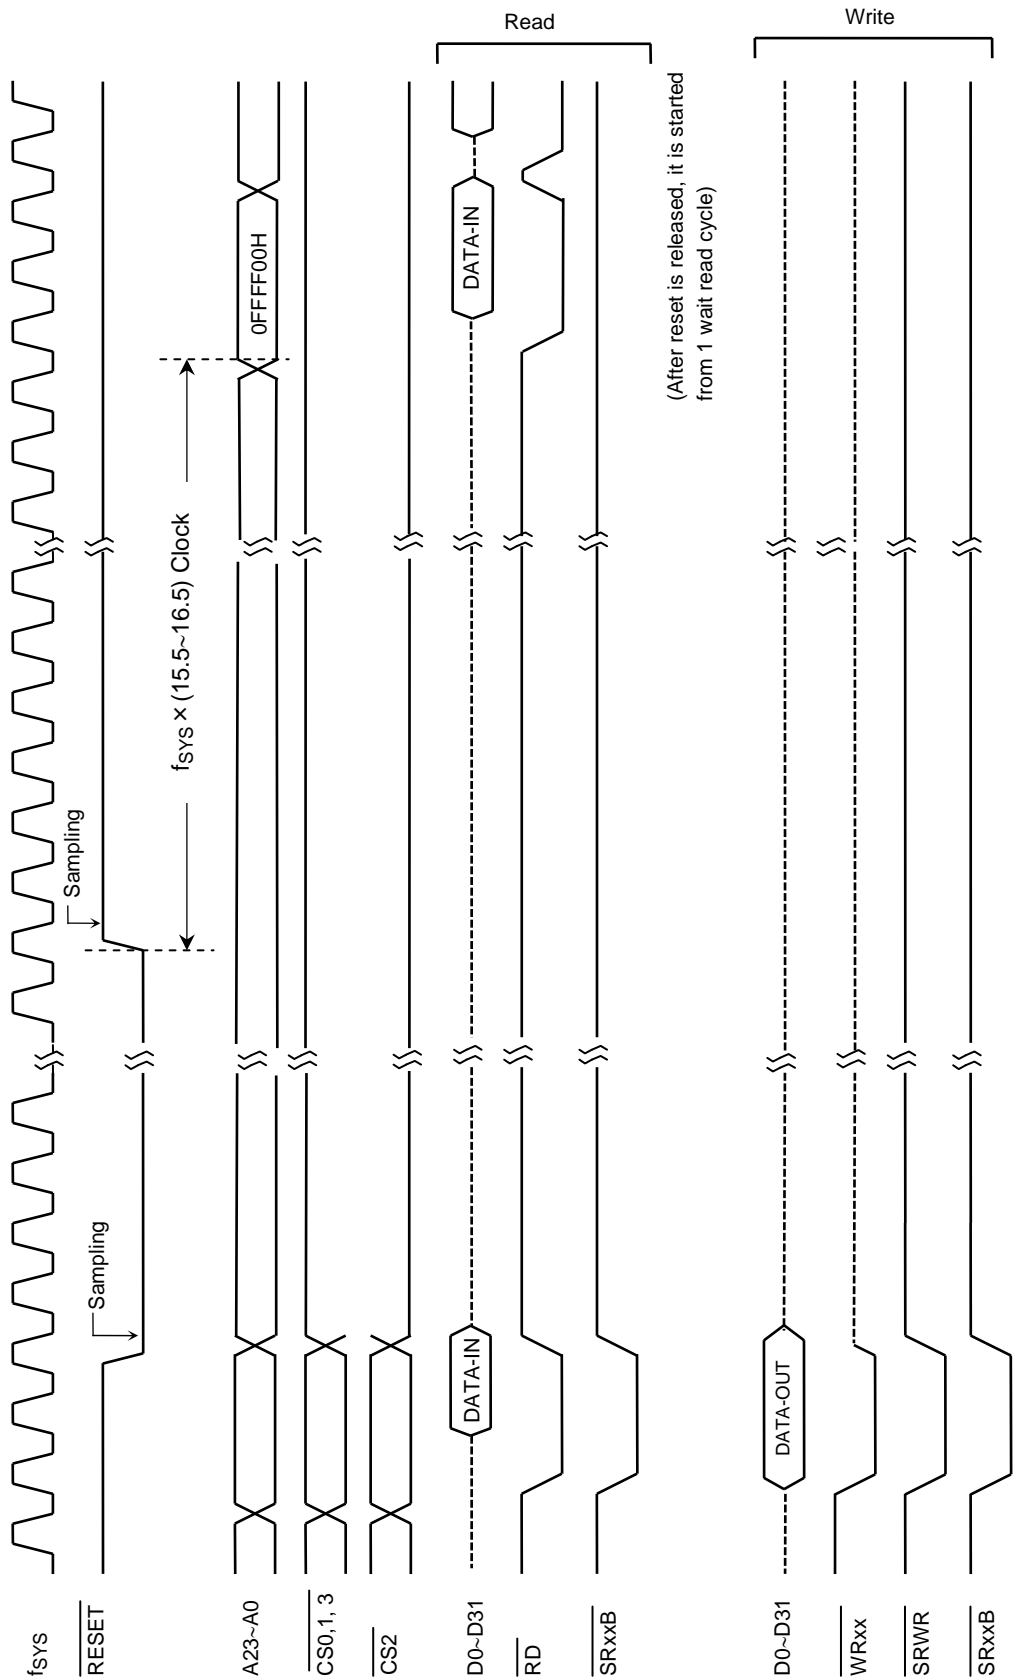 Read
Write
fSYS
RESET
Sampling
Sampling
fSYS × (15.5~16.5) Clock
A23~A0
0FFFF00H
CS0,1, 3
CS2
D0~D31
DATA-IN
DATA-IN
RD
SRxxB
(After reset is released, it is started
from 1 wait read cycle)
D0~D31
DATA-OUT
WRxx
SRWR
SRxxB